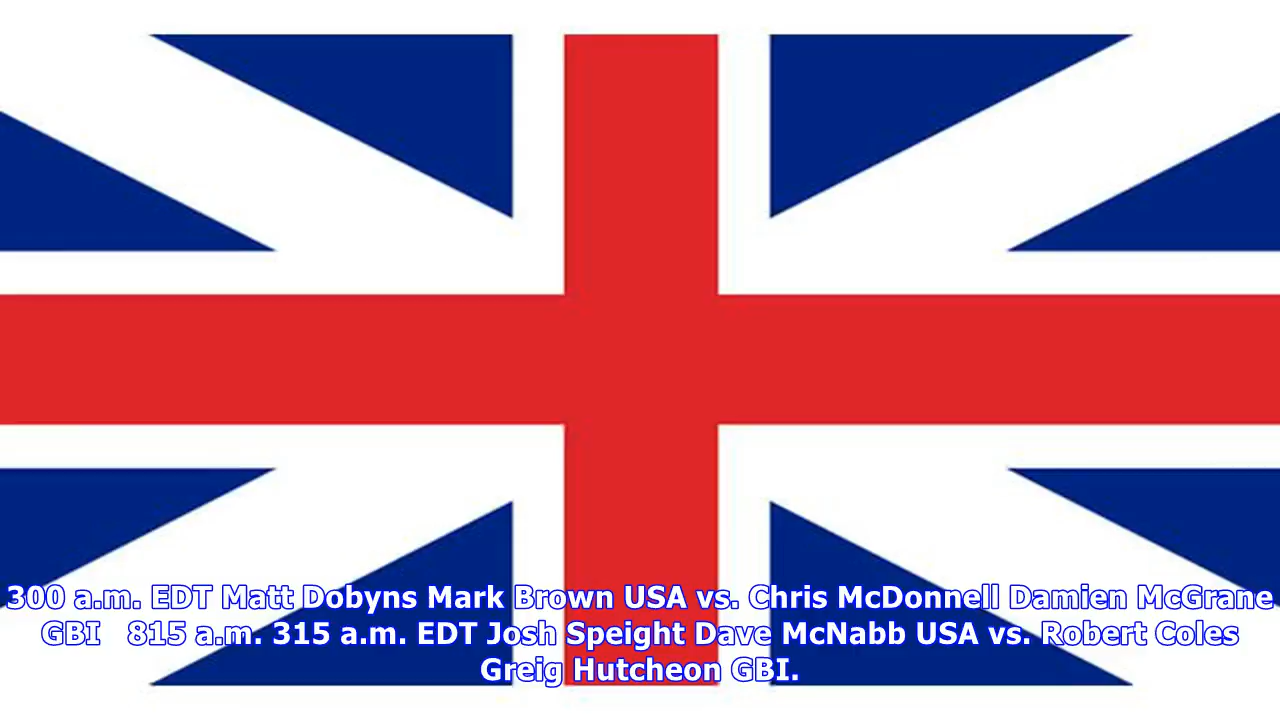 300 a.m. EDT Matt Dobyns Mark Brown USA vs. Chris McDonnell Damien McGrane
GBI 815 a.m. 315 a.m. EDT Josh Speight Dave McNabb USA vs. Robert Coles
Greig Hutcheon GBI.